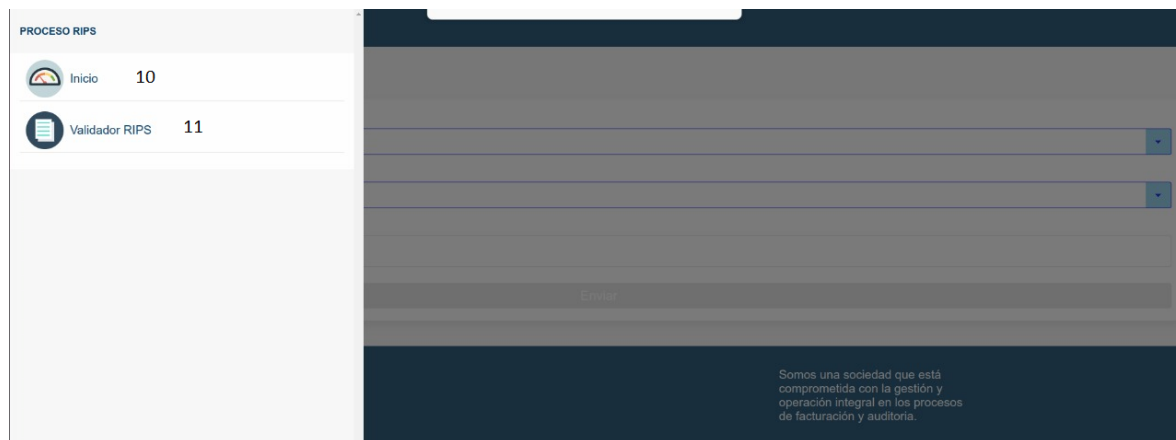 PROCESO RIPS
Inicio 10
Validador RIPS 11
Enviar
Somos una sociedad que está
comprometida con la gestión y
operación integral en los procesos
de facturación y auditoria.